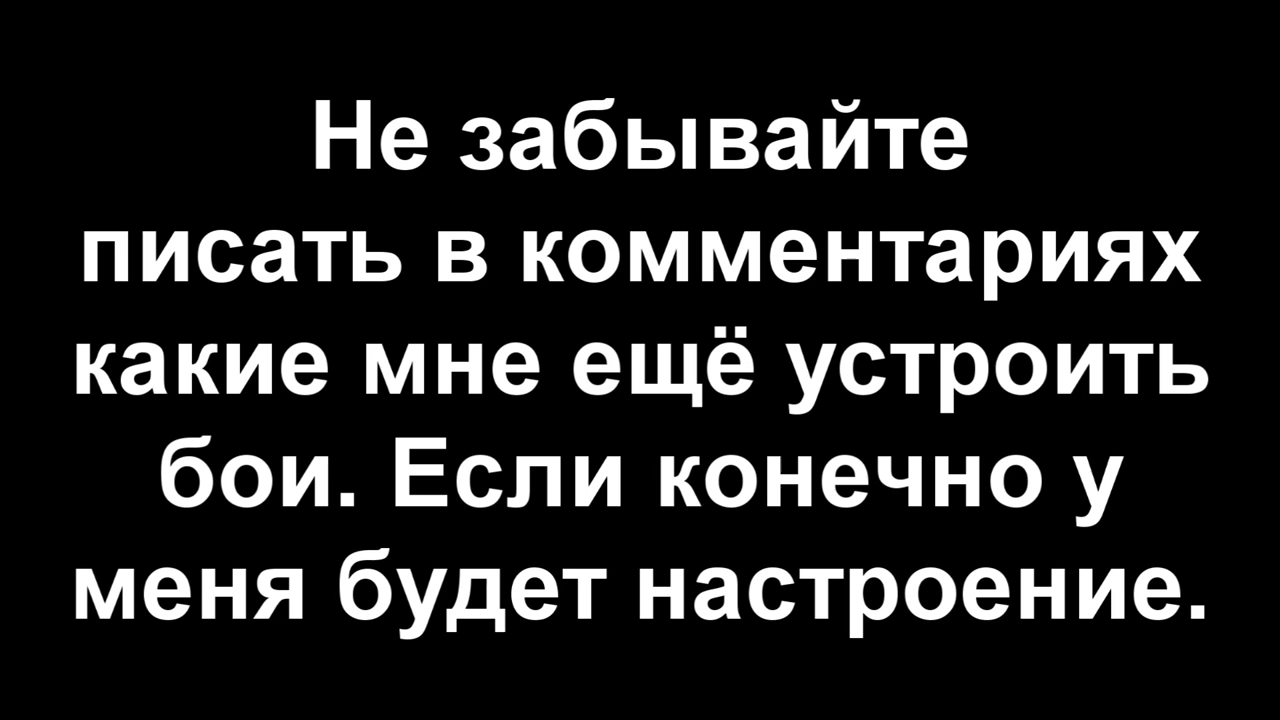 Не забывайте
писать в комментариях
какие мне ещё устроить
бои. Если конечно у
меня будет настроение.